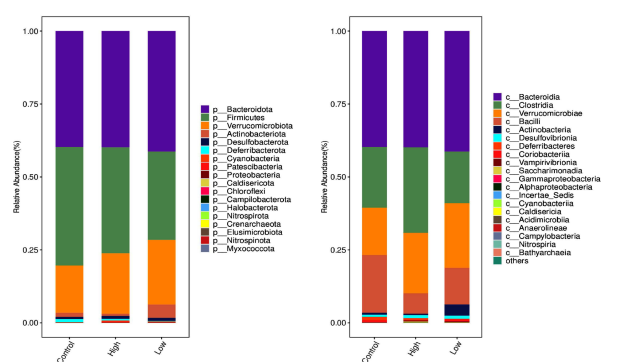 Relative Abundance(%)
1.00
0.75
0.50
0.25
0.00
Control
High
Low
p__Bacteroidota
p__Firmicutes
p__Verrucomicrobiota
p__Actinobacteriota
p__Desulfobacterota
p__Deferribacterota
p__Cyanobacteria
p__Patescibacteria
p__Proteobacteria
p__Caldisericota
p__Chloroflexi
p__Campilobacterota
p__Halobacterota
p__Nitrospirota
p__Crenarchaeota
p__Elusimicrobiota
p__Nitrospinota
p__Myxococcota
Relative Abundance(%)
1.00
0.75
0.50
0.25
0.00
Control
High
Low
c__Bacteroidia
c__Clostridia
c__Verrucomicrobiae
c__Bacilli
c__Actinobacteria
c__Desulfovibrionia
c__Deferribacteres
c__Coriobacteriia
c__Vampirivibrionia
c__Saccharimonadia
c__Gammaproteobacteria
c__Alphaproteobacteria
c__Incertae_Sedis
c__Cyanobacteriia
c__Caldisericia
c__Acidimicrobiia
c__Anaerolineae
c__Campylobacteria
c__Nitrospiria
c__Bathyarchaeia
others